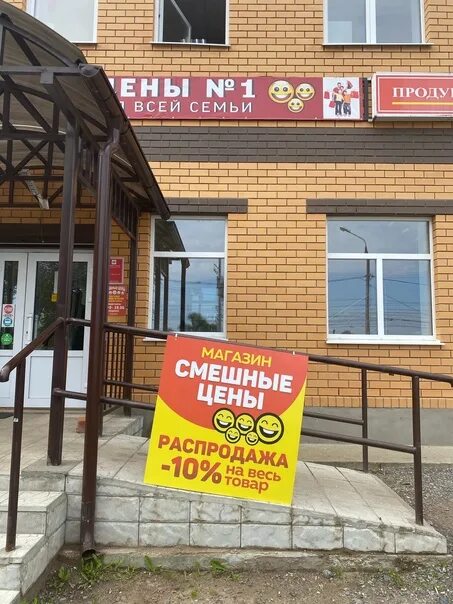 ЦЕНЫ №1
ВСЕЙ СЕМЬИ
ПРОДУ
МАГАЗИН
СМЕШНЫЕ
ЦЕНЫ
РАСПРОДАЖА
-10% на весь
товар